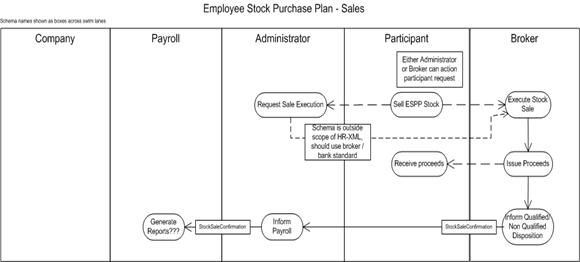 Employee Stock Purchase Plan - Sales
Schema names shown as boxes across swim lanes
Company
Payroll
Administrator
Participant
Broker
Either Administrator
or Broker can action
participant request
Request Sale Execution
Sell ESPP Stock
Execute Stock
Sale
Schema is outside
scope of HR-XML,
should use broker /
bank standard
Receive proceeds
Issue Proceeds
Generate
Reports???
StockSaleConfirmation
Inform
Payroll
StockSaleConfirmation
Inform Qualified/
Non Qualified
Disposition